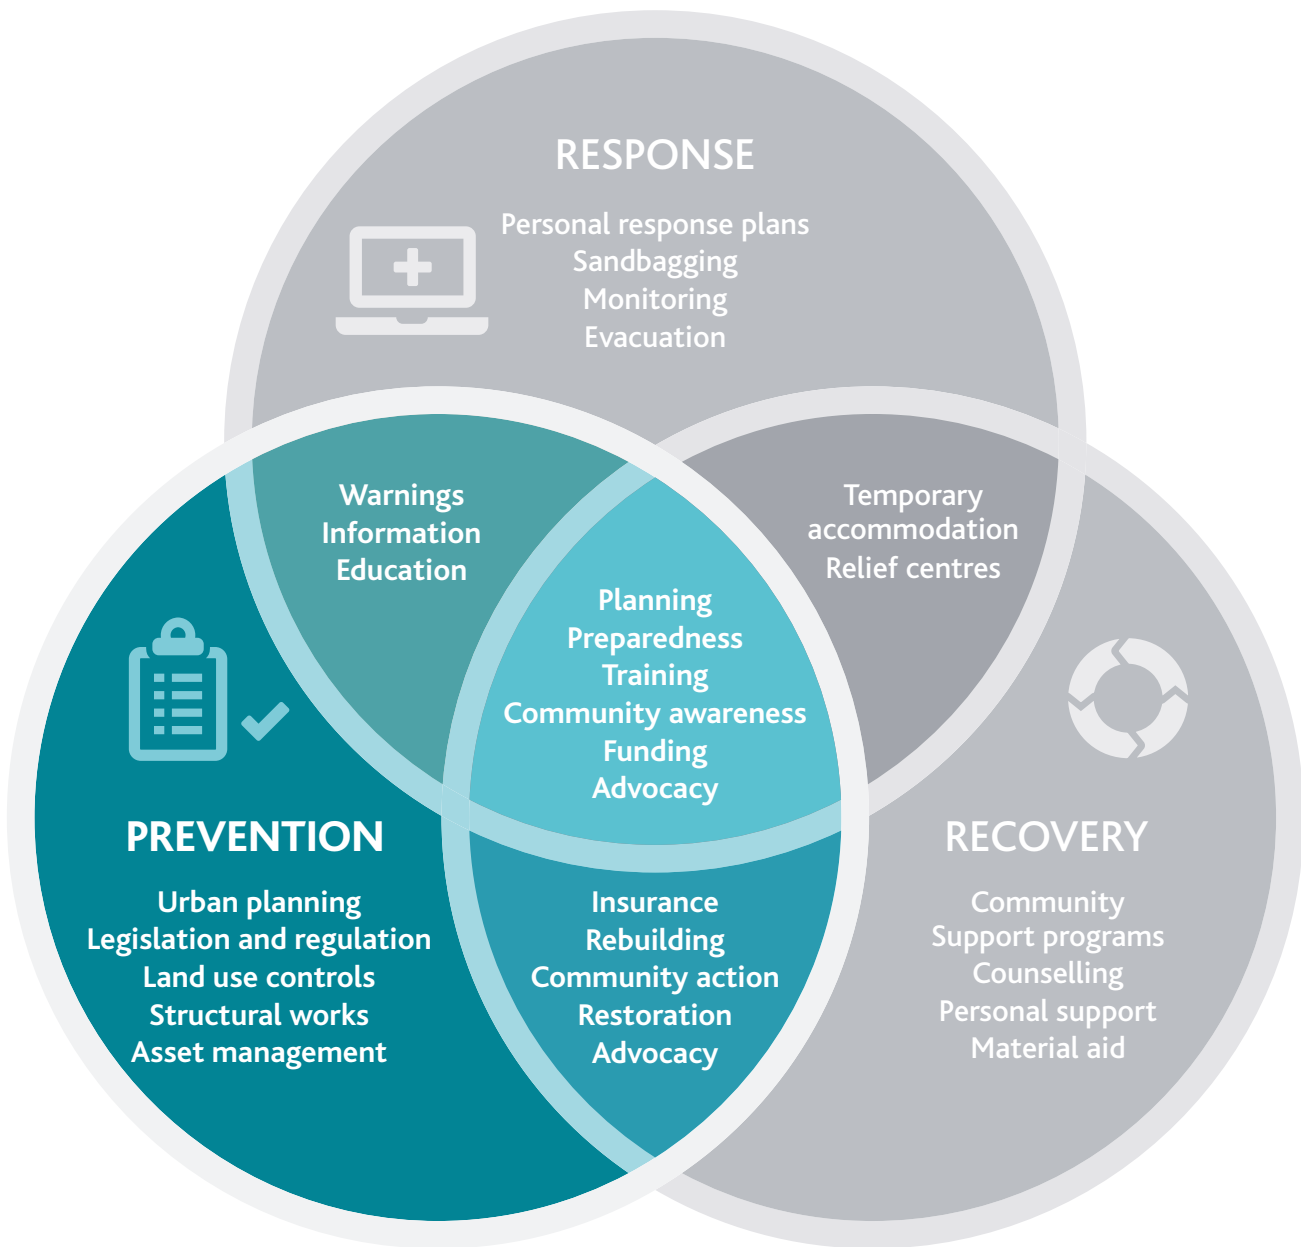 RESPONSE
Personal response plans
Sandbagging
Monitoring
Evacuation
Warnings
Information
Education
Temporary
accommodation
Relief centres
Planning
Preparedness
Training
Community awareness
Funding
Advocacy
PREVENTION
Urban planning
Legislation and regulation
Land use controls
Structural works
Asset management
Insurance
Rebuilding
Community action
Restoration
Advocacy
RECOVERY
Community
Support programs
Counselling
Personal support
Material aid